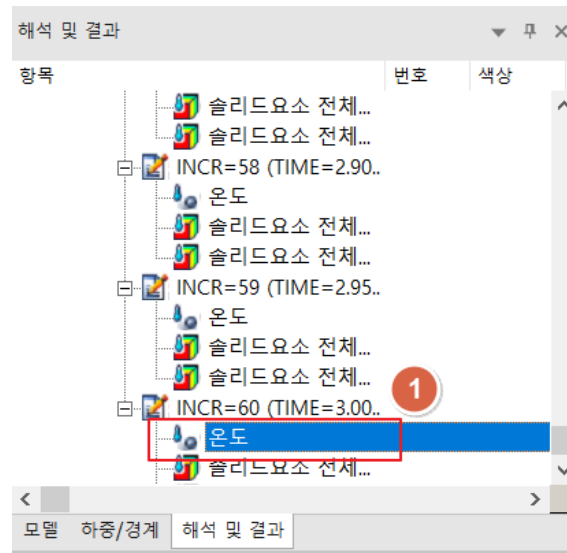 해석 및 결과
항목 번호 색상
솔리드요소 전체...
솔리드요소 전체...
INCR=58 (TIME=2.90..
온도
솔리드요소 전체...
솔리드요소 전체...
INCR=59 (TIME=2.95..
온도
솔리드요소 전체...
솔리드요소 전체...
1
INCR=60 (TIME=3.00..
온도
솔리드요소 전체...
모델 하중/경계 해석 및 결과